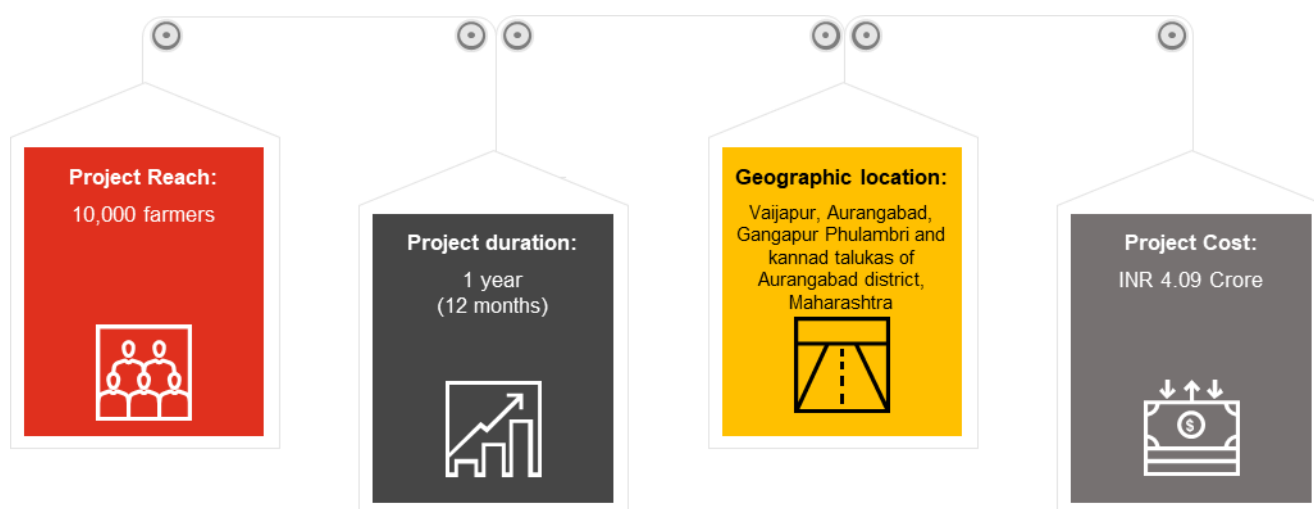 Project Reach:
10,000 farmers
Project duration:
1 year
(12 months)
Geographic location:
Vaijapur, Aurangabad,
Gangapur Phulambri and
kannad talukas of
Aurangabad district,
Maharashtra
Project Cost:
INR 4.09 Crore
$